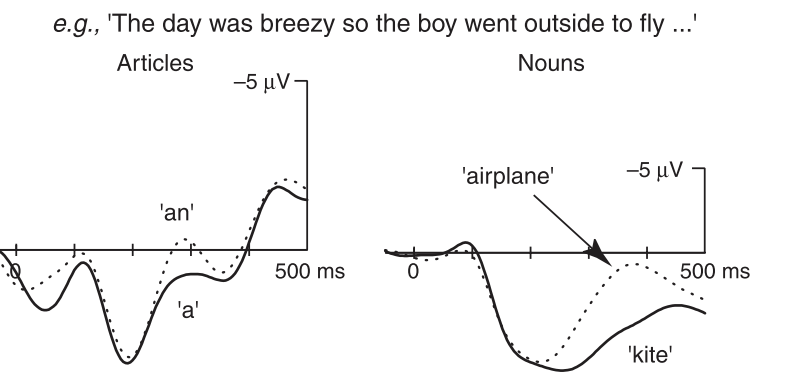 e.g., 'The day was breezy so the boy went outside to fly ...'
Articles
Nouns
–5 μV
'airplane'
–5 μV
'an'
0
500 ms
0
500 ms
'a'
'kite'